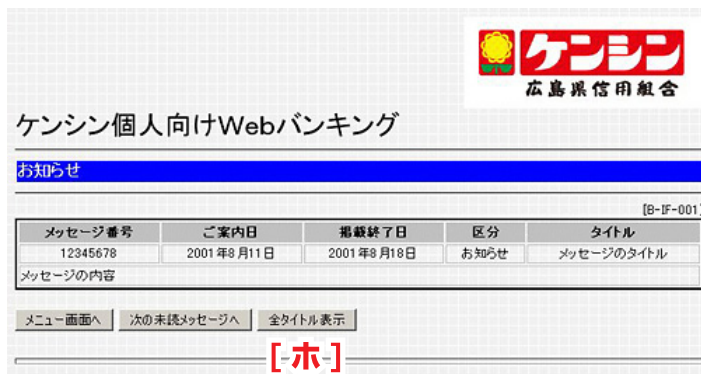 ケンシン
広島県信用組合
ケンシン個人向けWebバンキング
お知らせ
[B-IF-001]
メッセージ番号 ご案内日 掲載終了日 区分 タイトル
12345678 2001年8月11日 2001年8月18日 お知らせ メッセージのタイトル
メッセージの内容
メニュー画面へ 次の未読メッセージへ 全タイトル表示
[ホ]